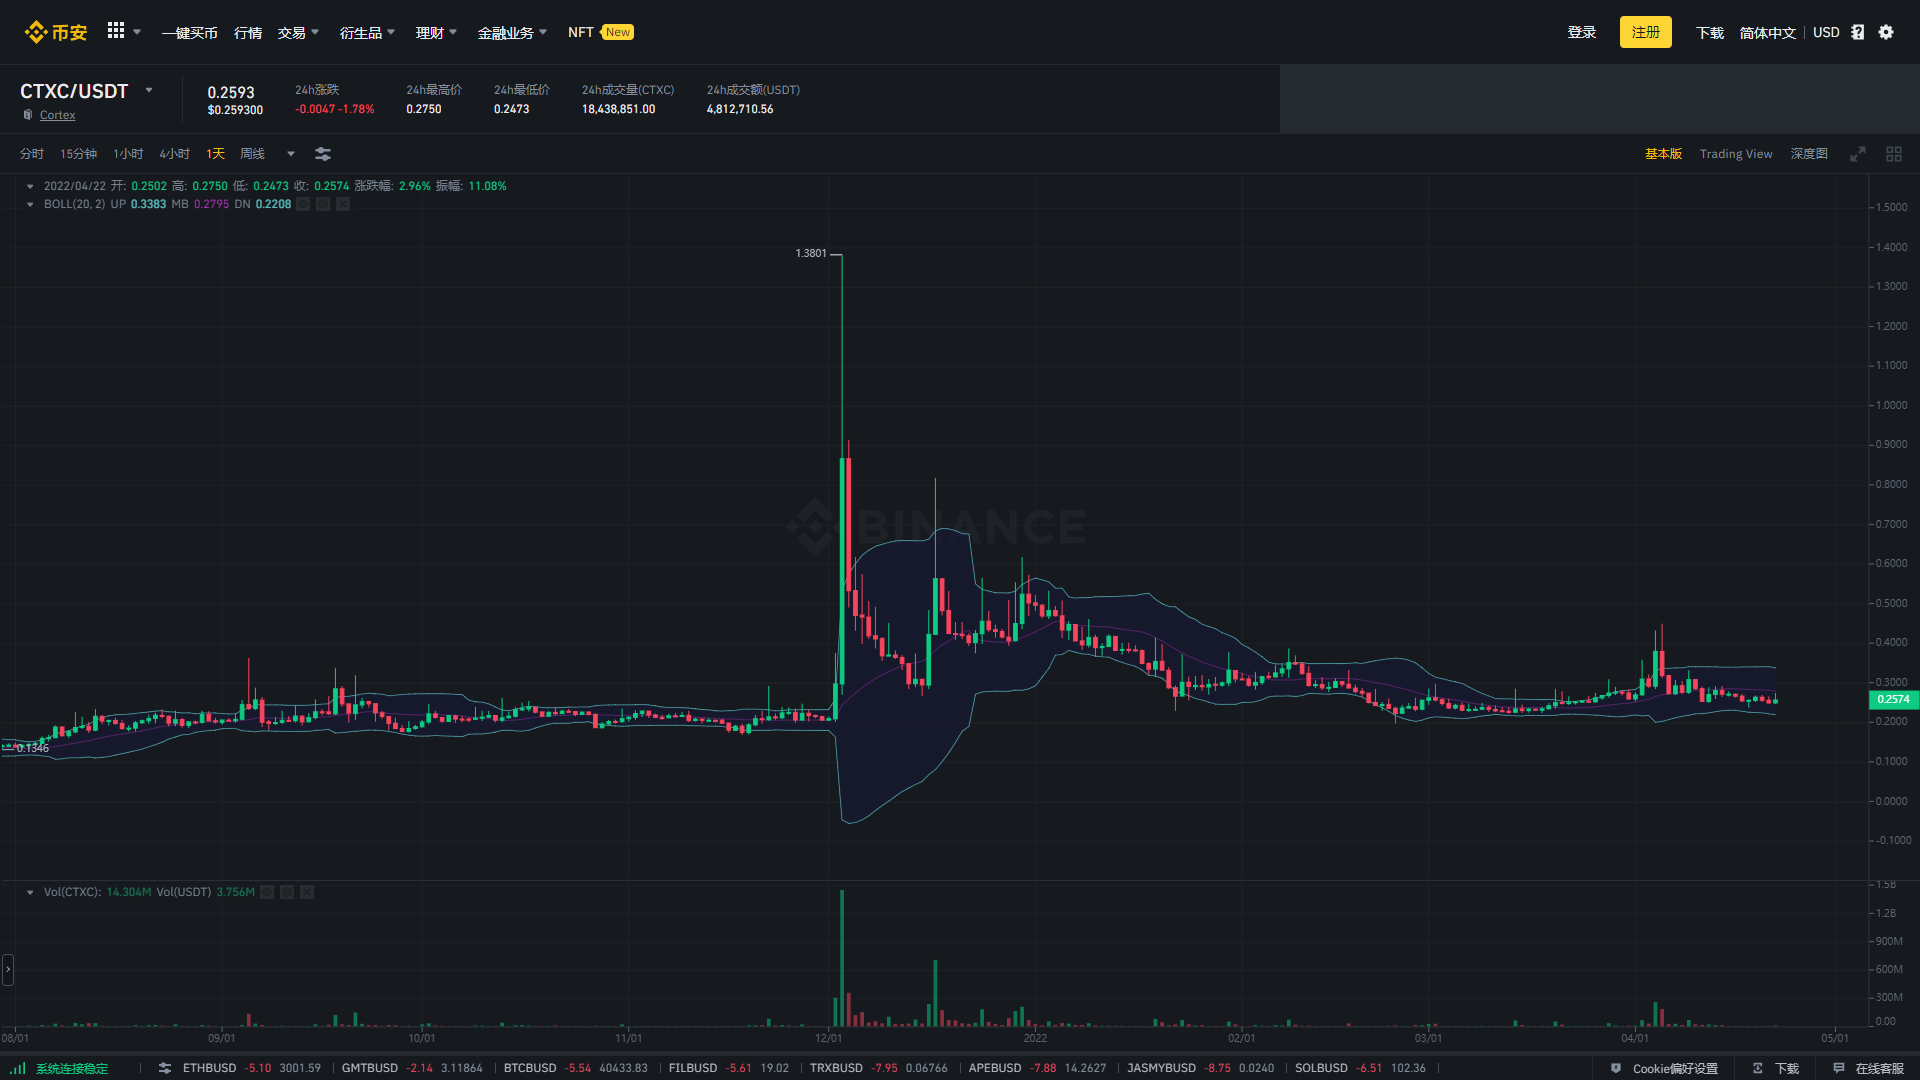 币安 一键买币 行情 交易 衍生品 理财 金融业务 NFT New 登录 注册 下载 简体中文 USD
CTXC/USDT
Cortex
0.2593
$0.259300
24h涨跌
-0.0047 -1.78%
24h最高价
0.2750
24h最低价
0.2473
24h成交量(CTXC)
18,438,851.00
24h成交额(USDT)
4,812,710.56
分时 15分钟 1小时 4小时 1天 周线 基本版 Trading View 深度图
2022/04/22 开: 0.2502 高: 0.2750 低: 0.2473 收: 0.2574 涨跌幅: 2.96% 振幅: 11.08%
BOLL(20, 2) UP 0.3383 MB 0.2795 DN 0.2208
1.5000
1.4000
1.3801
1.3000
1.2000
1.1000
1.0000
0.9000
0.8000
BINANCE
0.7000
0.6000
0.5000
0.4000
0.3000
0.2574
0.2000
0.1346
0.1000
0.0000
-0.1000
Vol(CTXC): 14.304M Vol(USDT) 3.756M
1.5B
1.2B
900M
600M
300M
0.00
08/01 09/01 10/01 11/01 12/01 2022 02/01 03/01 04/01 05/01
系统连接稳定 ETHBUSD -5.10 3001.59 GMTBUSD -2.14 3.11864 BTCBUSD -5.54 40433.83 FILBUSD -5.61 19.02 TRXBUSD -7.95 0.06766 APEBUSD -7.88 14.2627 JASMYBUSD -8.75 0.0240 SOLBUSD -6.51 102.36 Cookie偏好设置 下载 在线客服